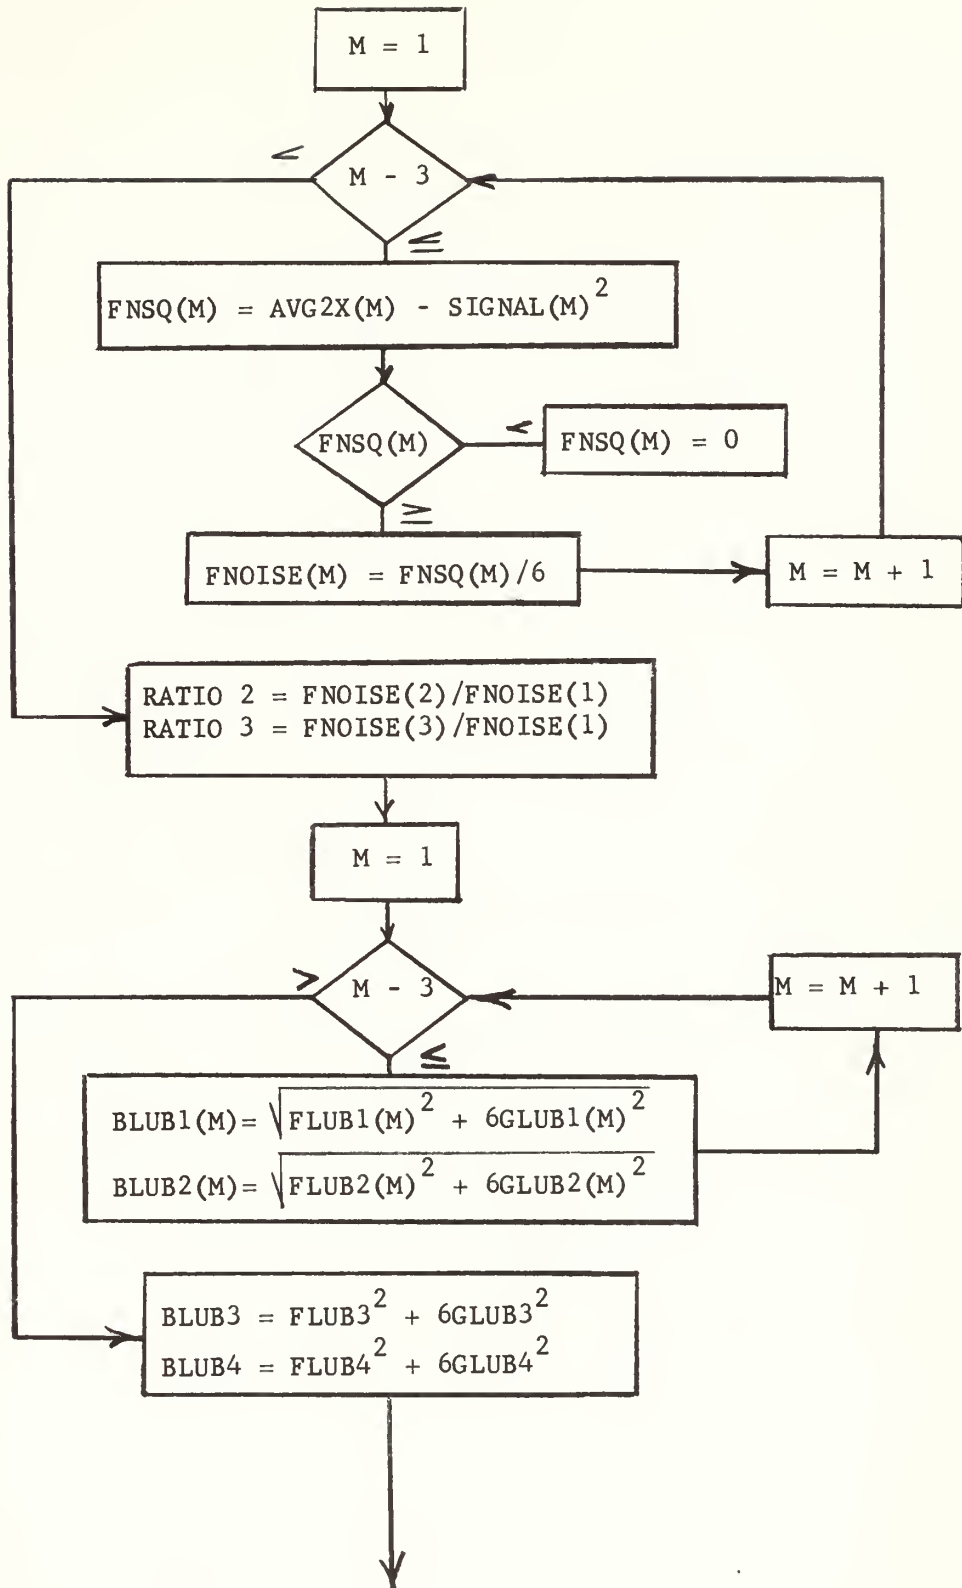 M = 1
<
M - 3
≤
FNSQ(M) = AVG2X(M) - SIGNAL(M)²
FNSQ(M)
<
FNSQ(M) = 0
≥
FNOISE(M) = FNSQ(M)/6
M = M + 1
RATIO 2 = FNOISE(2)/FNOISE(1)
RATIO 3 = FNOISE(3)/FNOISE(1)
M = 1
>
M - 3
M = M + 1
≤
BLUB1(M)= √FLUB1(M)² + 6GLUB1(M)²
BLUB2(M)= √FLUB2(M)² + 6GLUB2(M)²
BLUB3 = FLUB3² + 6GLUB3²
BLUB4 = FLUB4² + 6GLUB4²